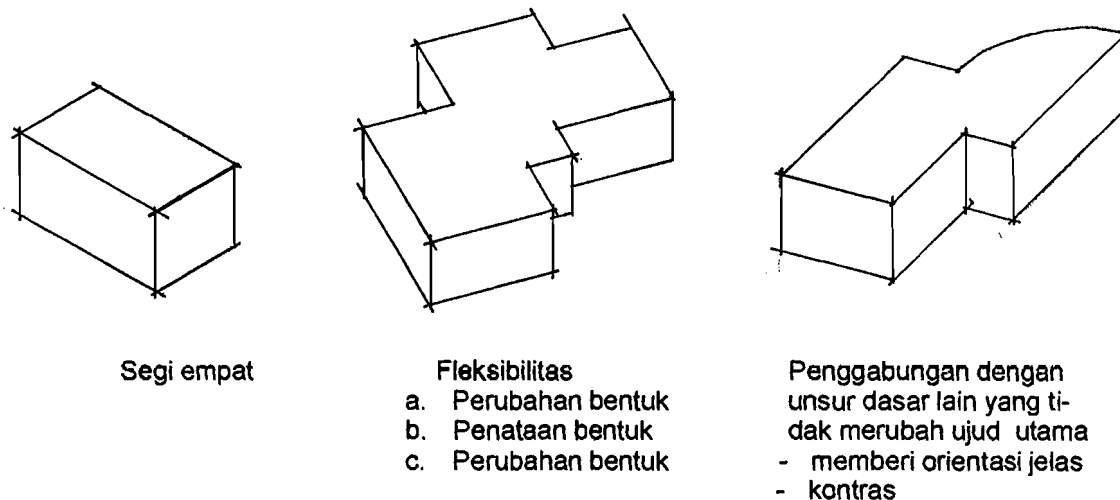 Segi empat
Fleksibilitas
a. Perubahan bentuk
b. Penataan bentuk
c. Perubahan bentuk
Penggabungan dengan
unsur dasar lain yang ti-
dak merubah ujud utama
- memberi orientasi jelas
- kontras